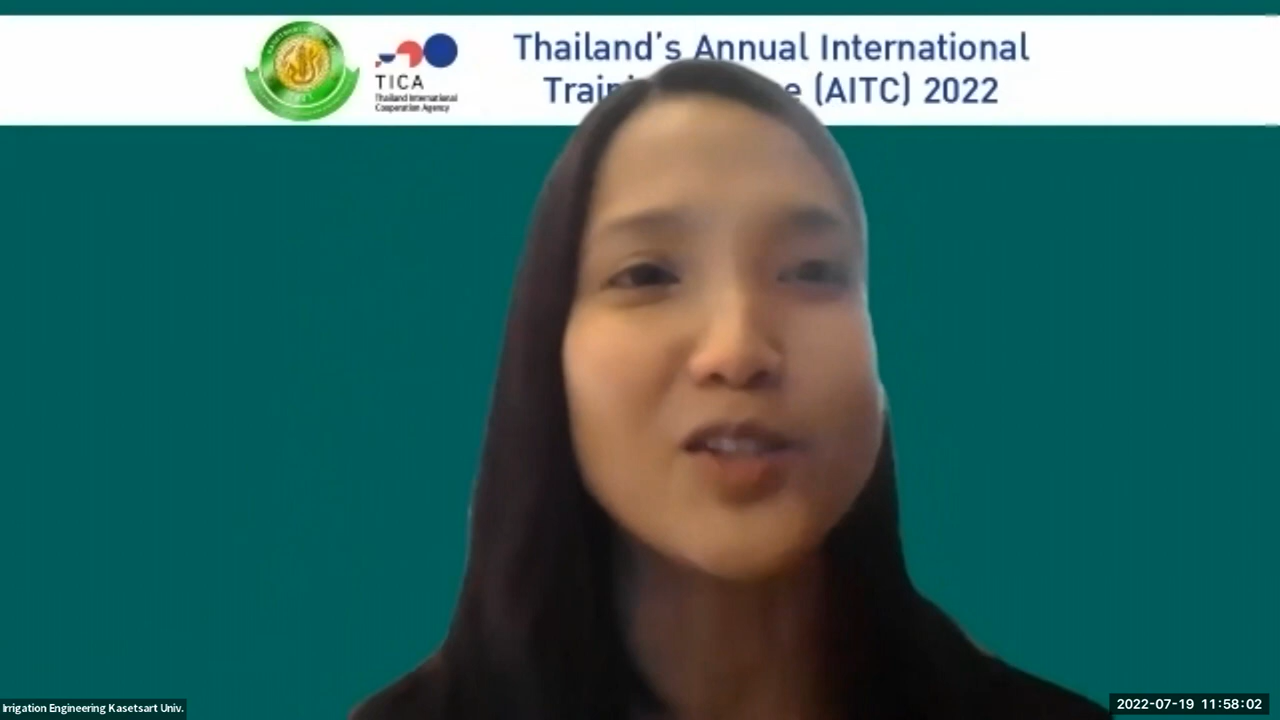 Thailand's Annual International
e (AITC) 2022
TICA
Thailand International
Cooperation Agency
Irrigation Engineering Kasetsart Univ.
2022-07-19 11:58:02